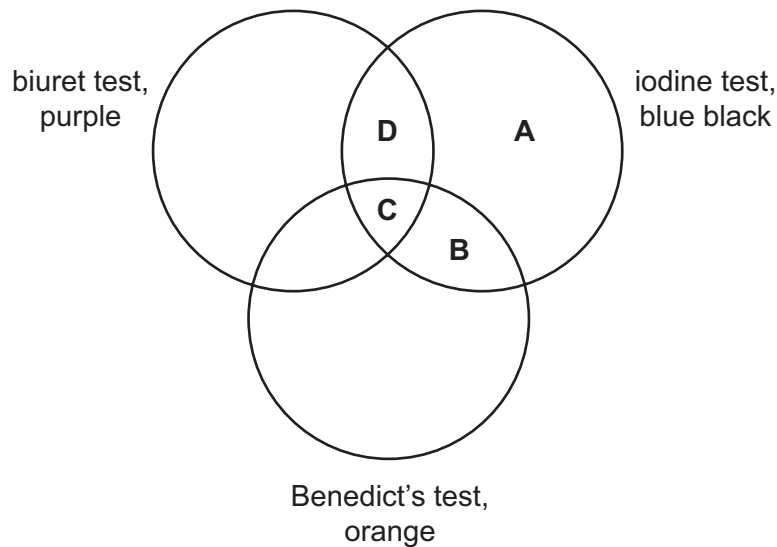 biuret test,
purple
iodine test,
blue black
D
A
C
B
Benedict’s test,
orange